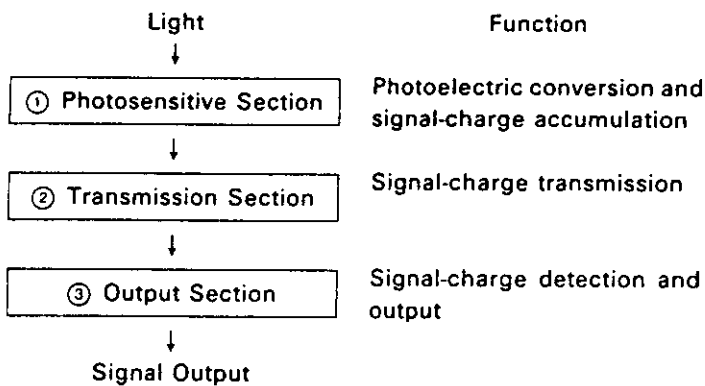 Light Function
① Photosensitive Section Photoelectric conversion and
signal-charge accumulation
② Transmission Section Signal-charge transmission
③ Output Section Signal-charge detection and
output
Signal Output